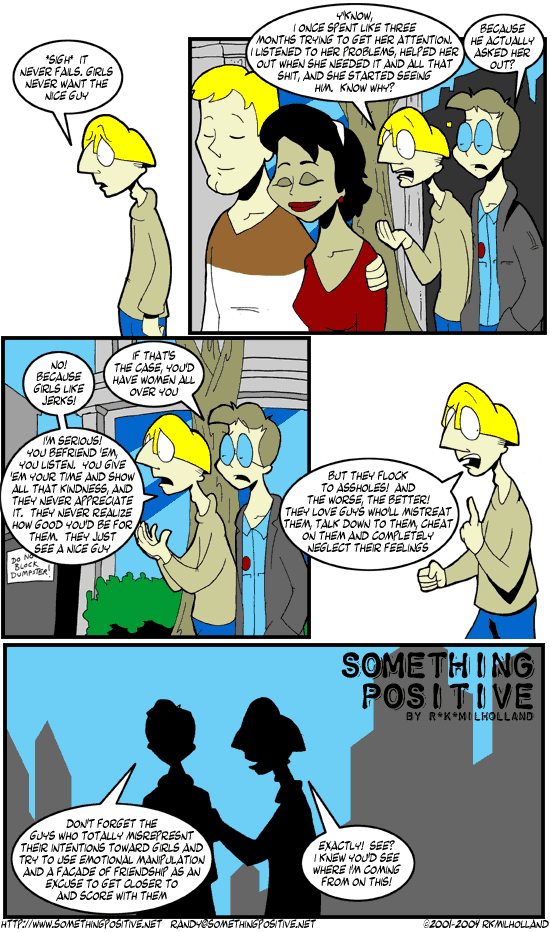 *SIGH* IT
NEVER FAILS. GIRLS
NEVER WANT THE
NICE GUY
Y'KNOW,
I ONCE SPENT LIKE THREE
MONTHS TRYING TO GET HER ATTENTION.
I LISTENED TO HER PROBLEMS, HELPED HER
OUT WHEN SHE NEEDED IT AND ALL THAT
SHIT, AND SHE STARTED SEEING
HIM. KNOW WHY?
BECAUSE
HE ACTUALLY
ASKED HER
OUT?
NO!
BECAUSE
GIRLS LIKE
JERKS!
IF THAT'S
THE CASE, YOU'D
HAVE WOMEN ALL
OVER YOU
I'M SERIOUS!
YOU BEFRIEND 'EM,
YOU LISTEN. YOU GIVE
'EM YOUR TIME AND SHOW
ALL THAT KINDNESS, AND
THEY NEVER APPRECIATE
IT. THEY NEVER REALIZE
HOW GOOD YOU'D BE FOR
THEM. THEY JUST
SEE A NICE GUY
DO NO
BLOCK
DUMPSTER!
BUT THEY FLOCK
TO ASSHOLES! AND
THE WORSE, THE BETTER!
THEY LOVE GUYS WHO'LL MISTREAT
THEM, TALK DOWN TO THEM, CHEAT
ON THEM AND COMPLETELY
NEGLECT THEIR FEELINGS
SOMETHING
POSITIVE
BY R*K*MILHOLLAND
DON'T FORGET THE
GUYS WHO TOTALLY MISREPRESNT
THEIR INTENTIONS TOWARD GIRLS AND
TRY TO USE EMOTIONAL MANIPULATION
AND A FACADE OF FRIENDSHIP AS AN
EXCUSE TO GET CLOSER TO
AND SCORE WITH THEM
EXACTLY! SEE?
I KNEW YOU'D SEE
WHERE I'M COMING
FROM ON THIS!
HTTP://WWW.SOMETHINGPOSITIVE.NET RANDY@SOMETHINGPOSITIVE.NET ©2001-2004 RKMILHOLLAND